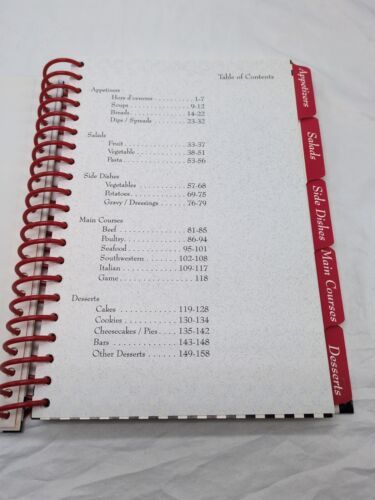 Table of Contents
Appetizers
Hors d'oeuvres . . . . . . . . . . 1-7
Soups . . . . . . . . . . . . . . . 9-12
Breads . . . . . . . . . . . . . 14-22
Dips / Spreads . . . . . . . . 23-32
Salads
Fruit . . . . . . . . . . . . . . 33-37
Vegetable . . . . . . . . . . . 38-51
Pasta . . . . . . . . . . . . . . 53-56
Side Dishes
Vegetables . . . . . . . . . . 57-68
Potatoes . . . . . . . . . . . . 69-75
Gravy / Dressings . . . . . 76-79
Main Courses
Beef . . . . . . . . . . . . . . 81-85
Poultry . . . . . . . . . . . . 86-94
Seafood . . . . . . . . . . . 95-101
Southwestern . . . . . . . 102-108
Italian . . . . . . . . . . . 109-117
Game . . . . . . . . . . . . . . . 118
Desserts
Cakes . . . . . . . . . . . 119-128
Cookies . . . . . . . . . . 130-134
Cheesecakes / Pies . . . . 135-142
Bars . . . . . . . . . . . . 143-148
Other Desserts . . . . . . 149-158
Appetizers
Salads
Side Dishes
Main Courses
Desserts